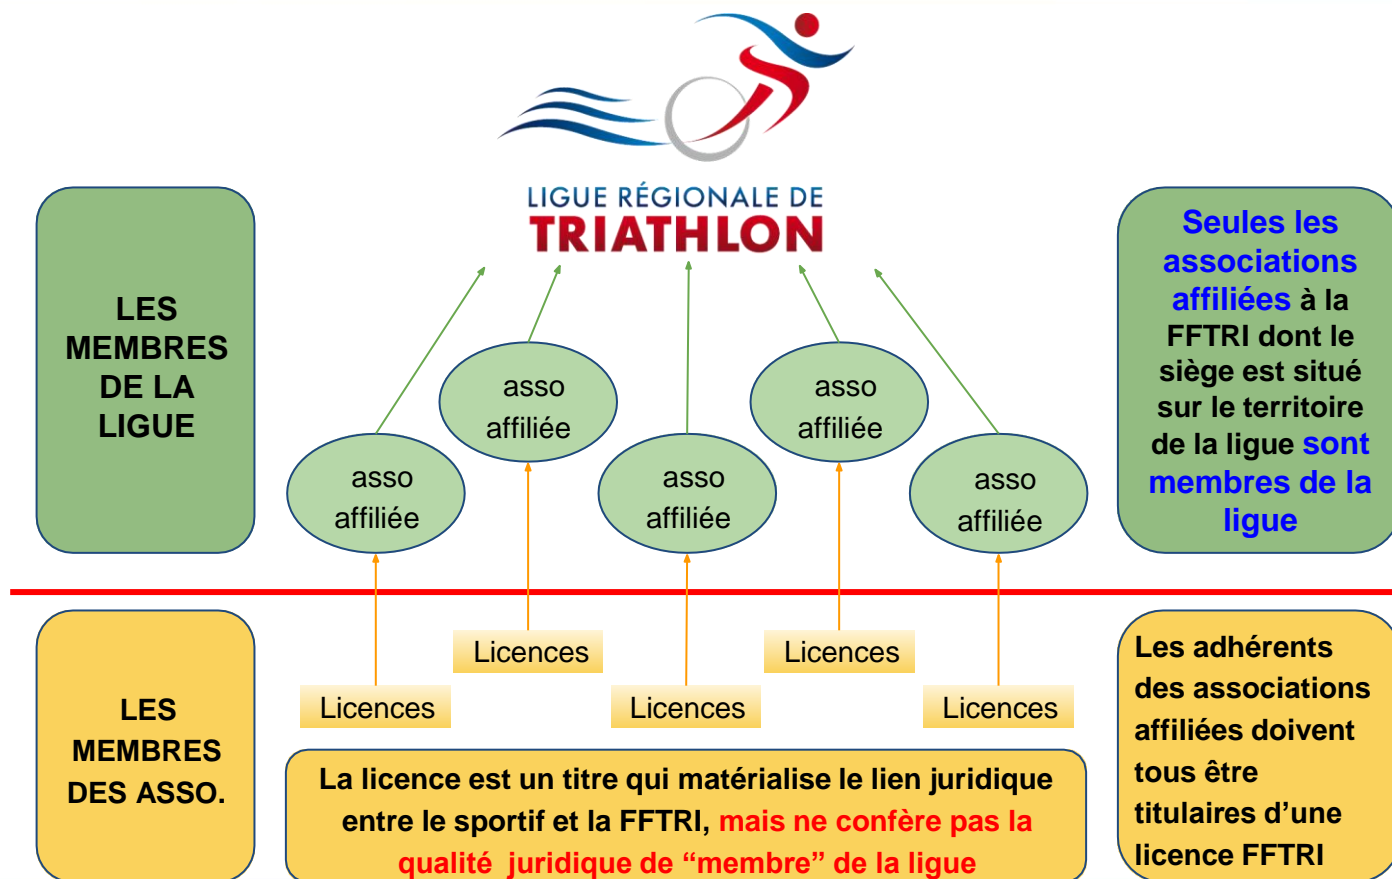 LIGUE RÉGIONALE DE
TRIATHLON
LES
MEMBRES
DE LA
LIGUE
asso
affiliée
asso
affiliée
asso
affiliée
asso
affiliée
asso
affiliée
Seules les
associations
affiliées à la
FFTRI dont le
siège est situé
sur le territoire
de la ligue sont
membres de la
ligue
LES
MEMBRES
DES ASSO.
Licences
Licences
Licences
Licences
Licences
La licence est un titre qui matérialise le lien juridique
entre le sportif et la FFTRI, mais ne confère pas la
qualité juridique de “membre” de la ligue
Les adhérents
des associations
affiliées doivent
tous être
titulaires d’une
licence FFTRI